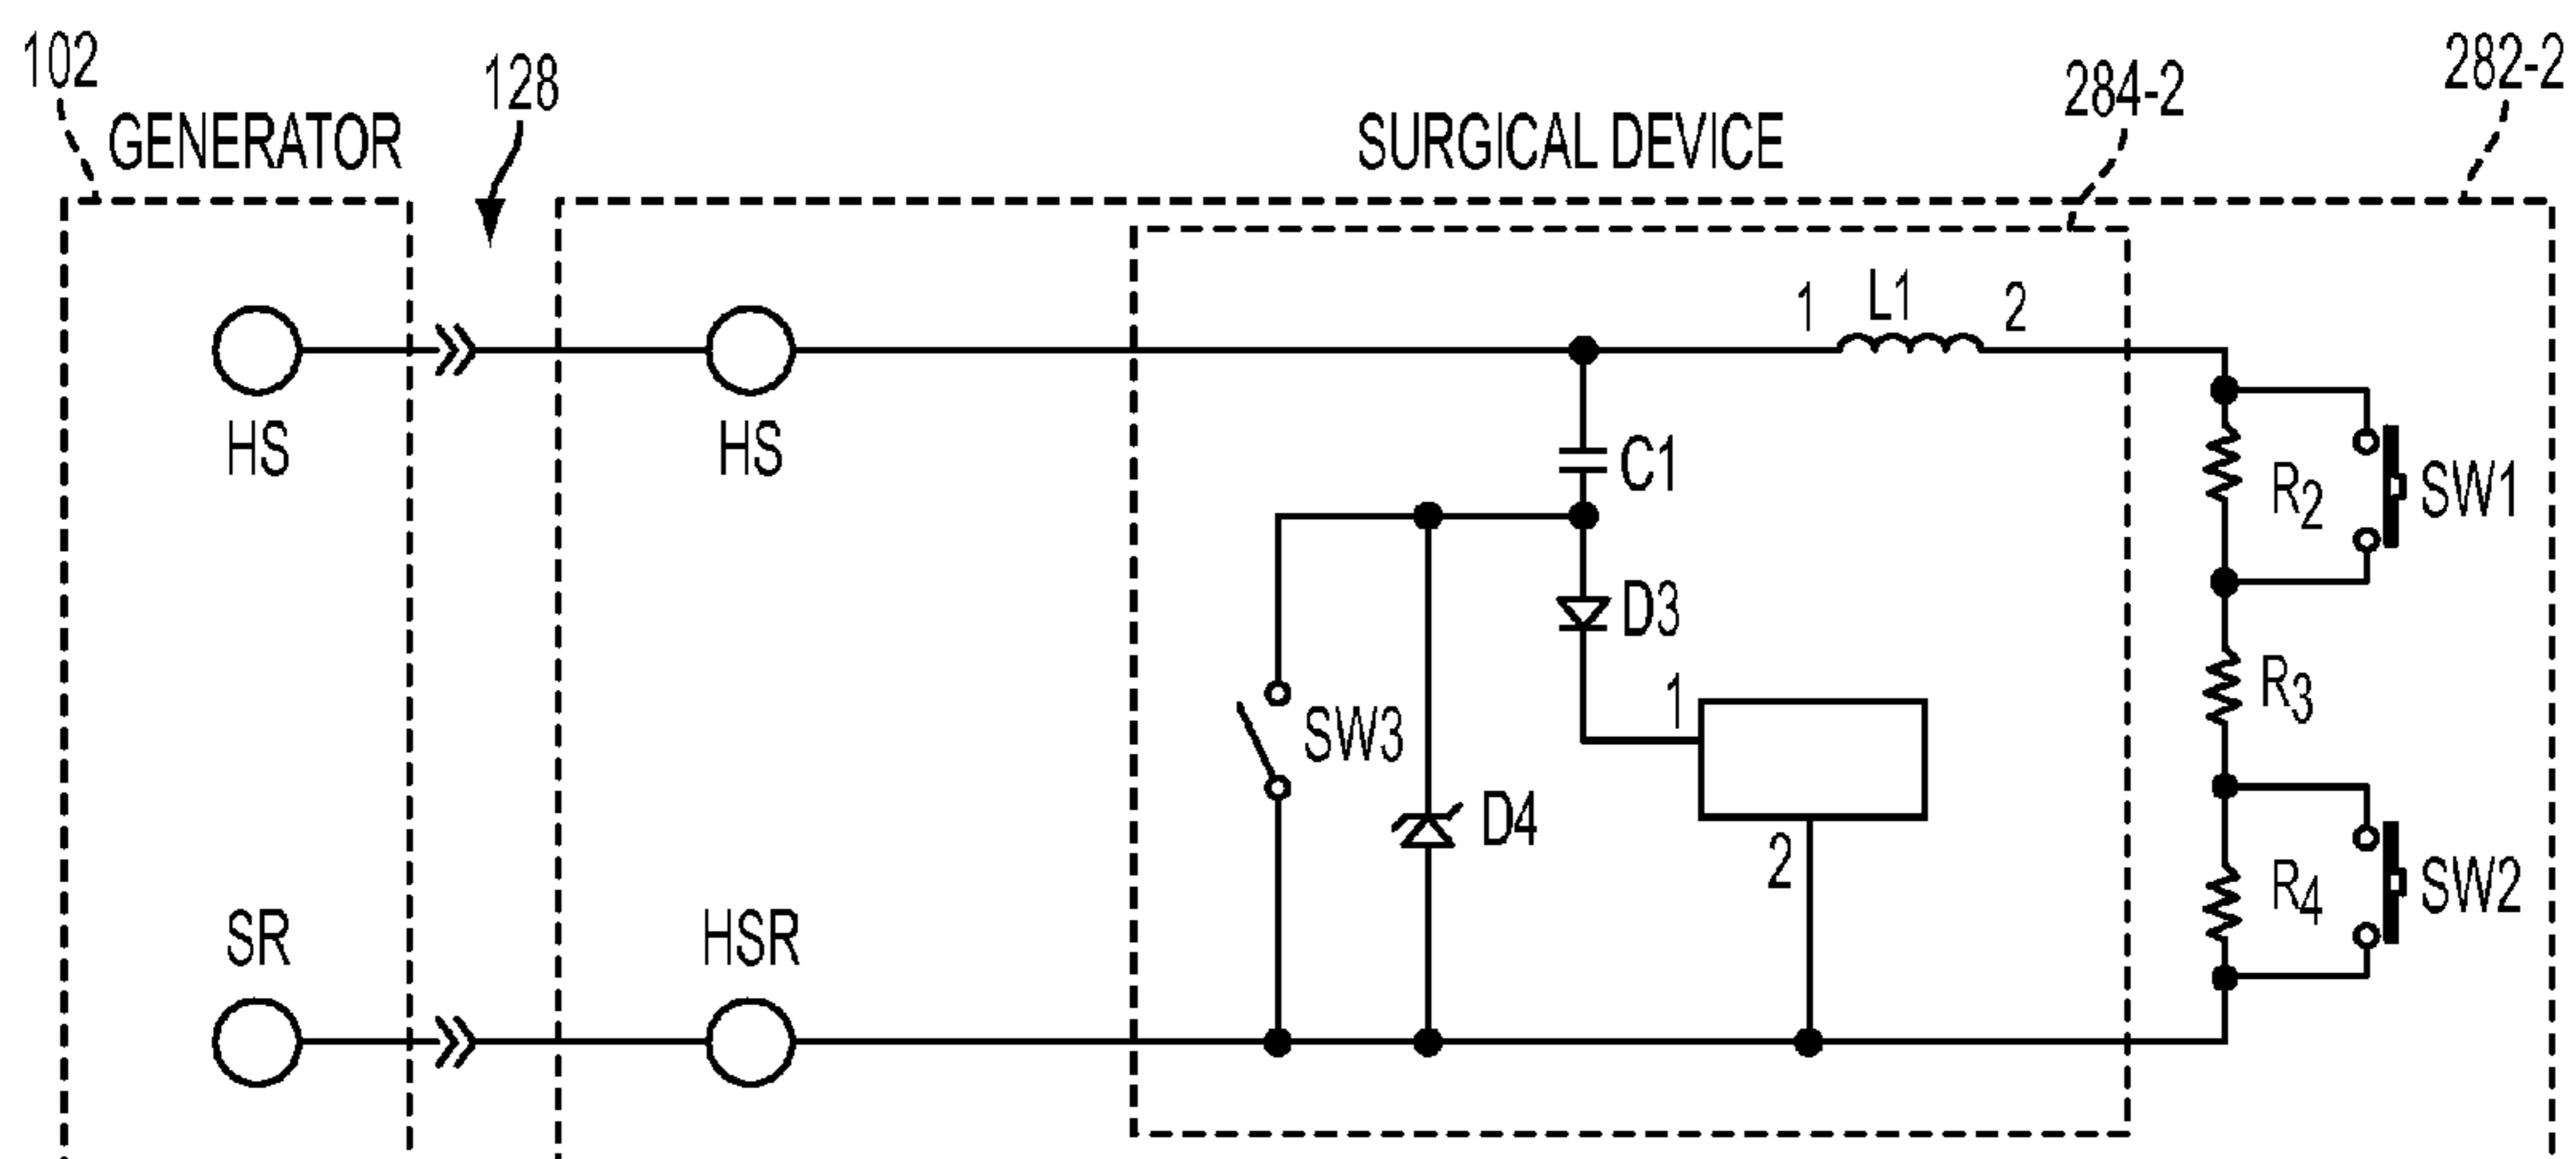 102
GENERATOR
128
SURGICAL DEVICE
284-2
282-2
HS
HS
1
L1
2
C1
R2
SW1
D3
R3
1
SW3
D4
2
R4
SW2
SR
HSR